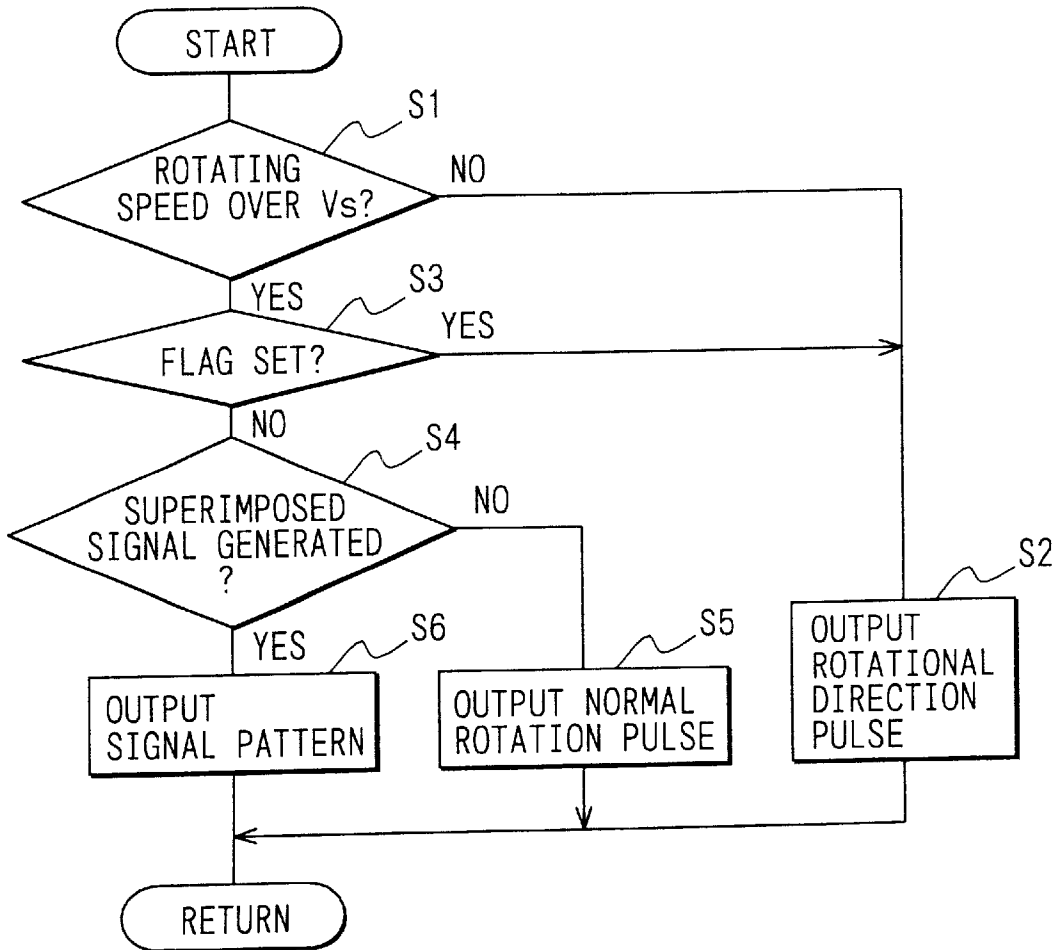 START
S1
ROTATING
SPEED OVER Vs?
NO
YES
S3
FLAG SET?
YES
NO
S4
SUPERIMPOSED
SIGNAL GENERATED
?
NO
YES
S6
OUTPUT
SIGNAL PATTERN
S5
OUTPUT NORMAL
ROTATION PULSE
S2
OUTPUT
ROTATIONAL
DIRECTION
PULSE
RETURN